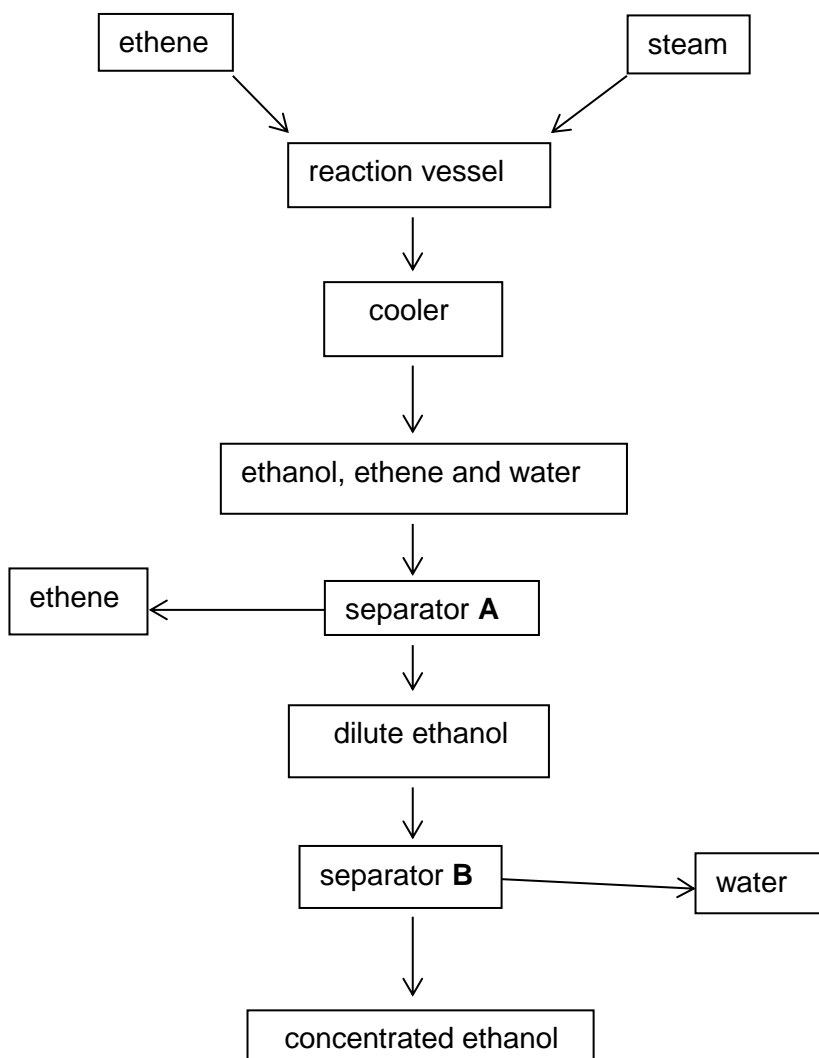 ethene
steam
reaction vessel
cooler
ethanol, ethene and water
ethene
separator A
dilute ethanol
separator B
water
concentrated ethanol